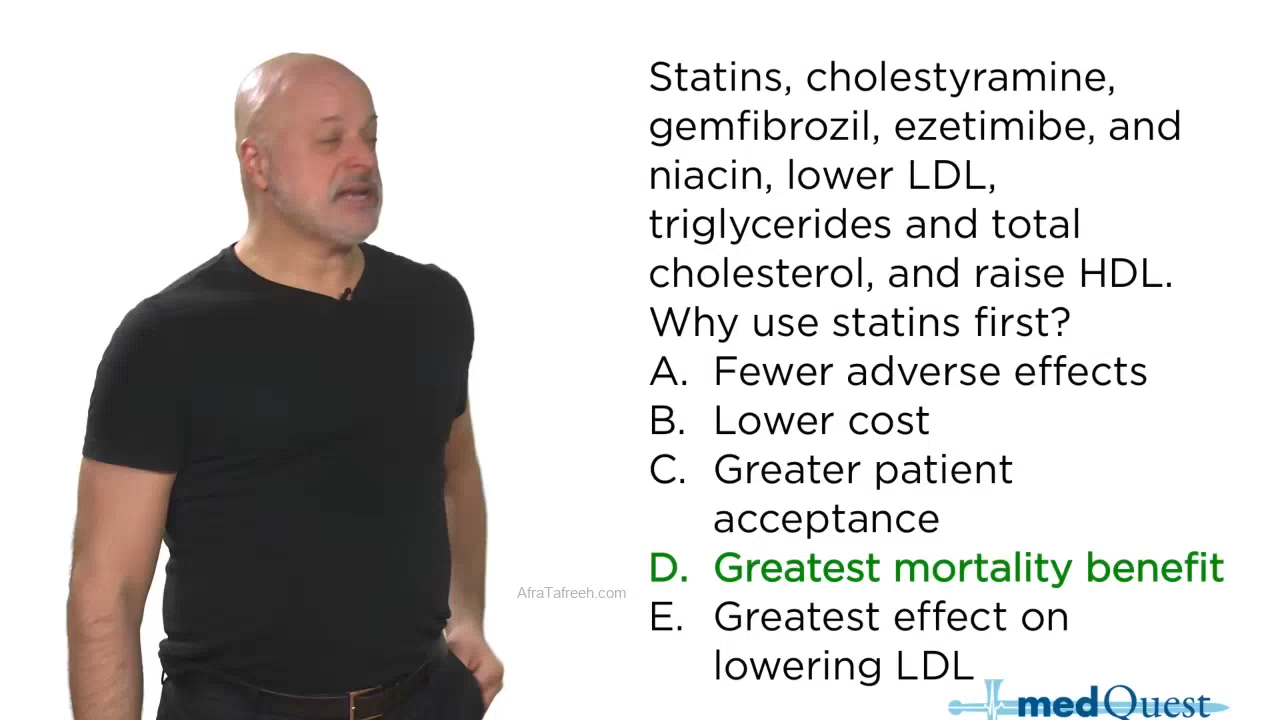 Statins, cholestyramine,
gemfibrozil, ezetimibe, and
niacin, lower LDL,
triglycerides and total
cholesterol, and raise HDL.
Why use statins first?
A. Fewer adverse effects
B. Lower cost
C. Greater patient
acceptance
D. Greatest mortality benefit
E. Greatest effect on
lowering LDL
AfraTafreeh.com
medQuest